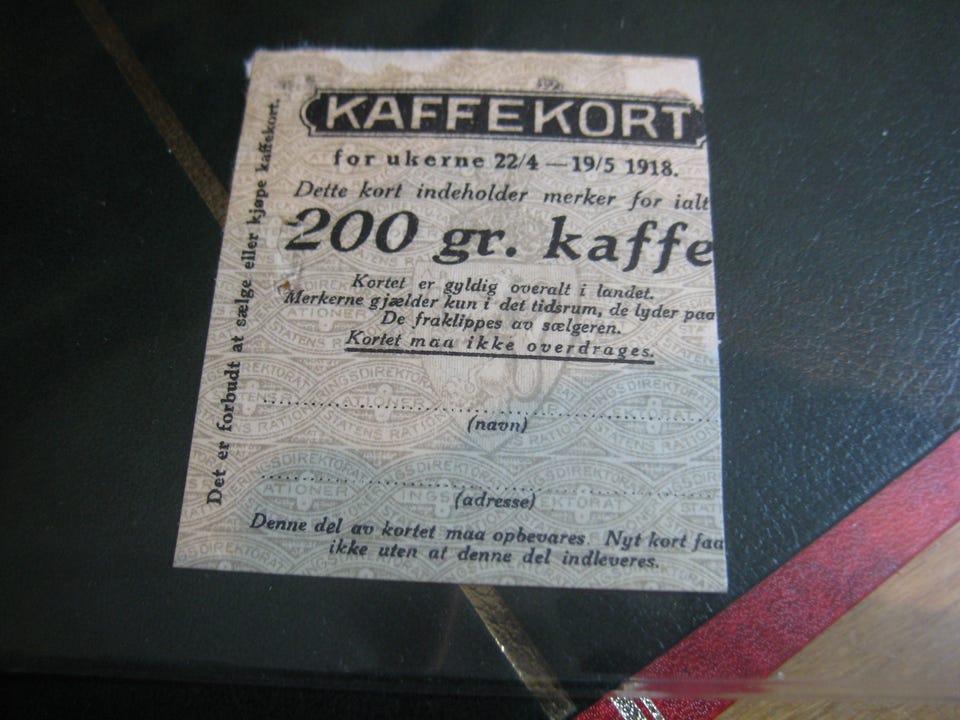 KAFFEKORT
for ukerne 22/4 — 19/5 1918.
Dette kort indeholder merker for ialt
200 gr. kaffe
Kortet er gyldig overalt i landet.
Merkerne gjælder kun i det tidsrum, de lyder paa
De fraklippes av sælgeren.
Kortet maa ikke overdrages.
(navn)
(adresse)
Denne del av kortet maa opbevares. Nyt kort faa
ikke uten at denne del indleveres.
Det er forbudt at sælge eller kjøpe kaffekort.